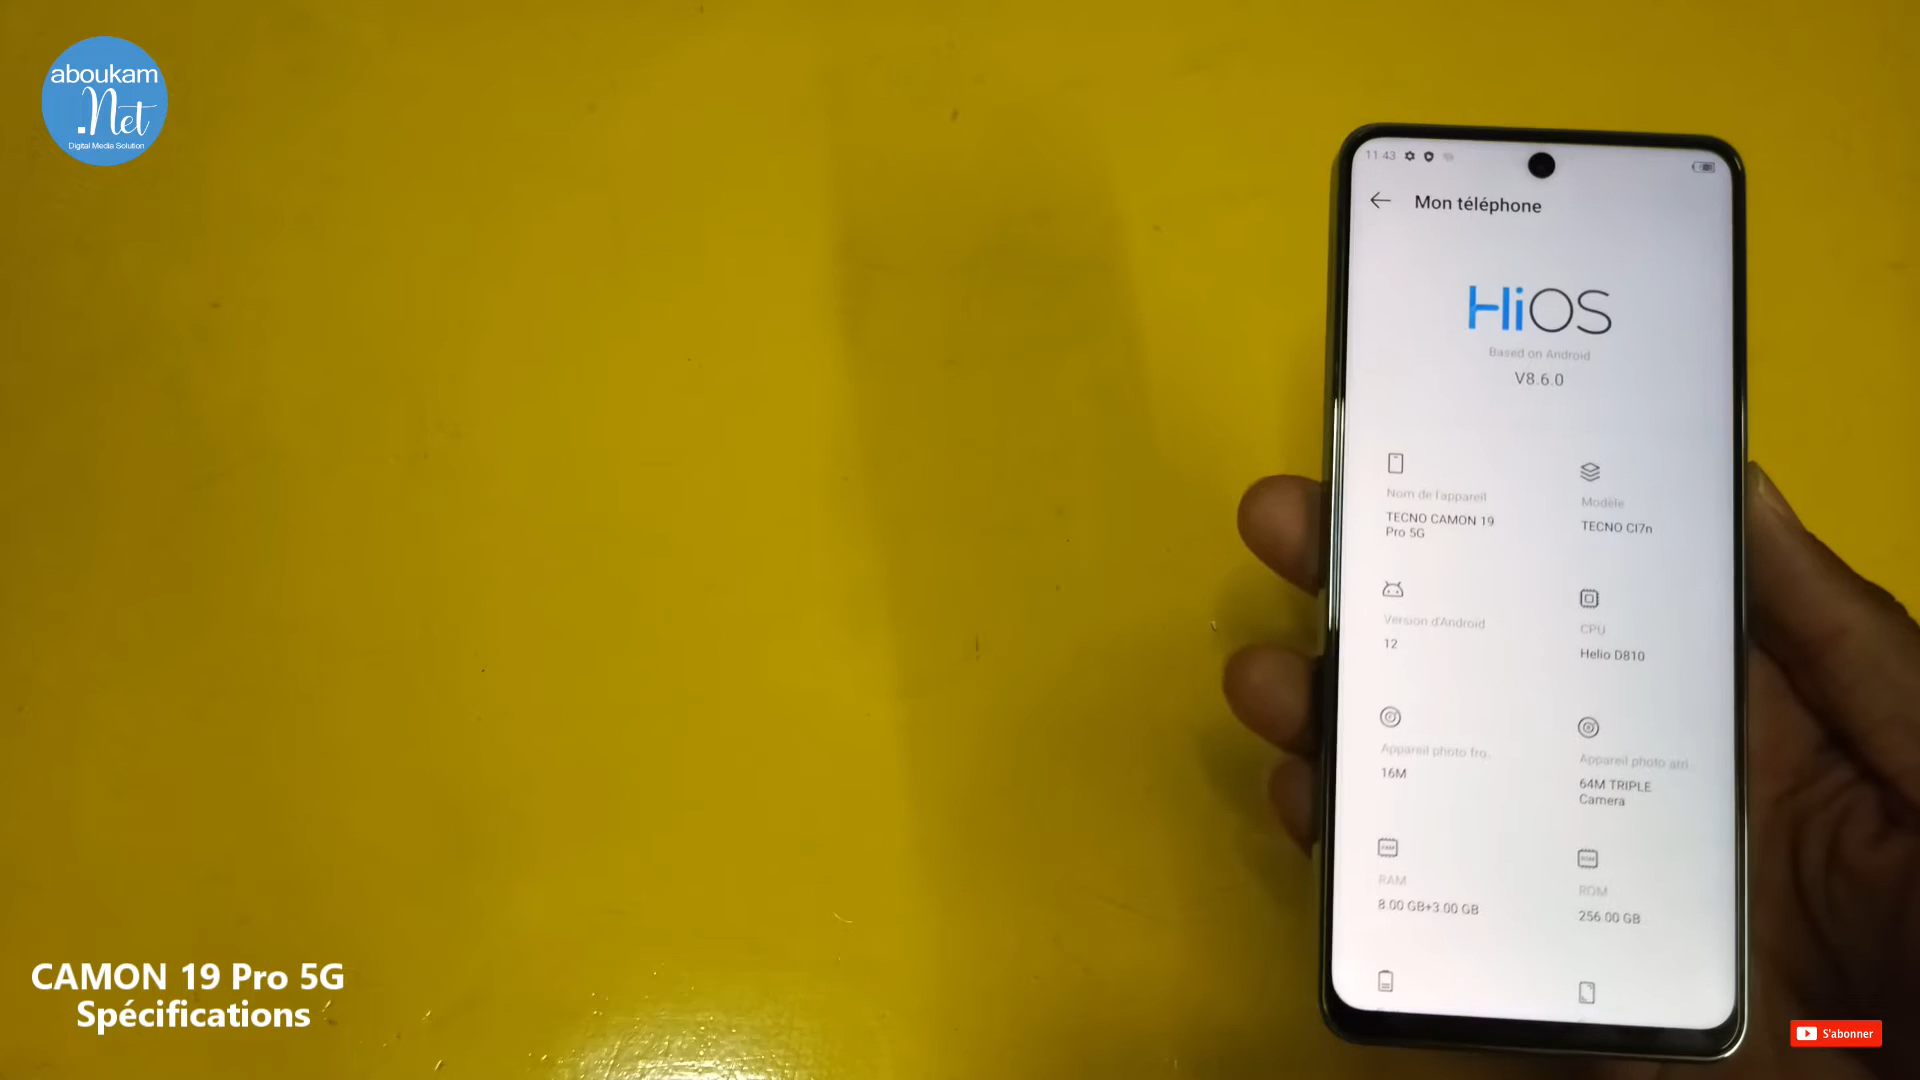 aboukam
.Net
Digital Media Solution
11 43
Mon téléphone
HiOS
Based on Android
V8.6.0
Nom de l'appareil
TECNO CAMON 19
Pro 5G
Modèle
TECNO CI7n
Version d'Android
12
CPU
Helio D810
Appareil photo fro..
16M
Appareil photo arri
64M TRIPLE
Camera
RAM
8.00 GB+3.00 GB
ROM
256.00 GB
CAMON 19 Pro 5G
Spécifications
S'abonner